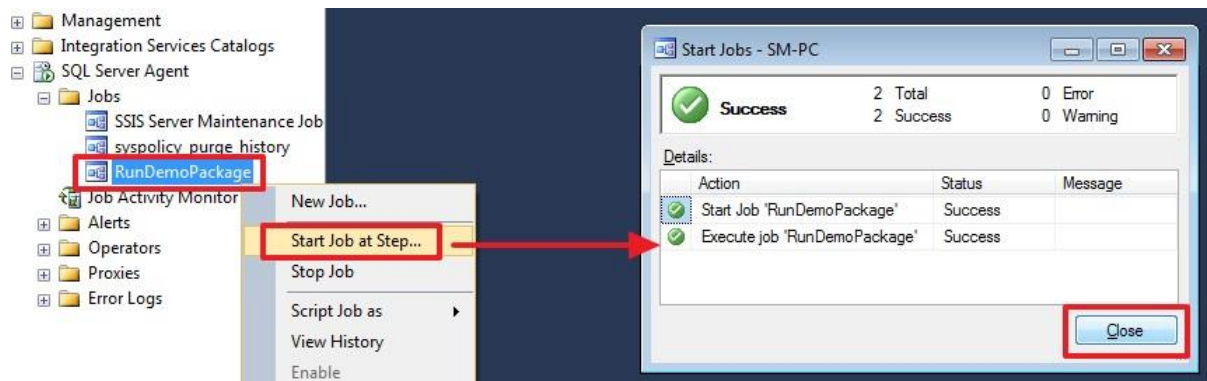 Management
Integration Services Catalogs
SQL Server Agent
Jobs
SSIS Server Maintenance Job
syspolicy_purge_history
RunDemoPackage
Job Activity Monitor
Alerts
Operators
Proxies
Error Logs
New Job...
Start Job at Step...
Stop Job
Script Job as
View History
Enable
Start Jobs - SM-PC
Success
2 Total
0 Error
2 Success
0 Warning
Details:
Action Status Message
Start Job 'RunDemoPackage' Success
Execute job 'RunDemoPackage' Success
Close